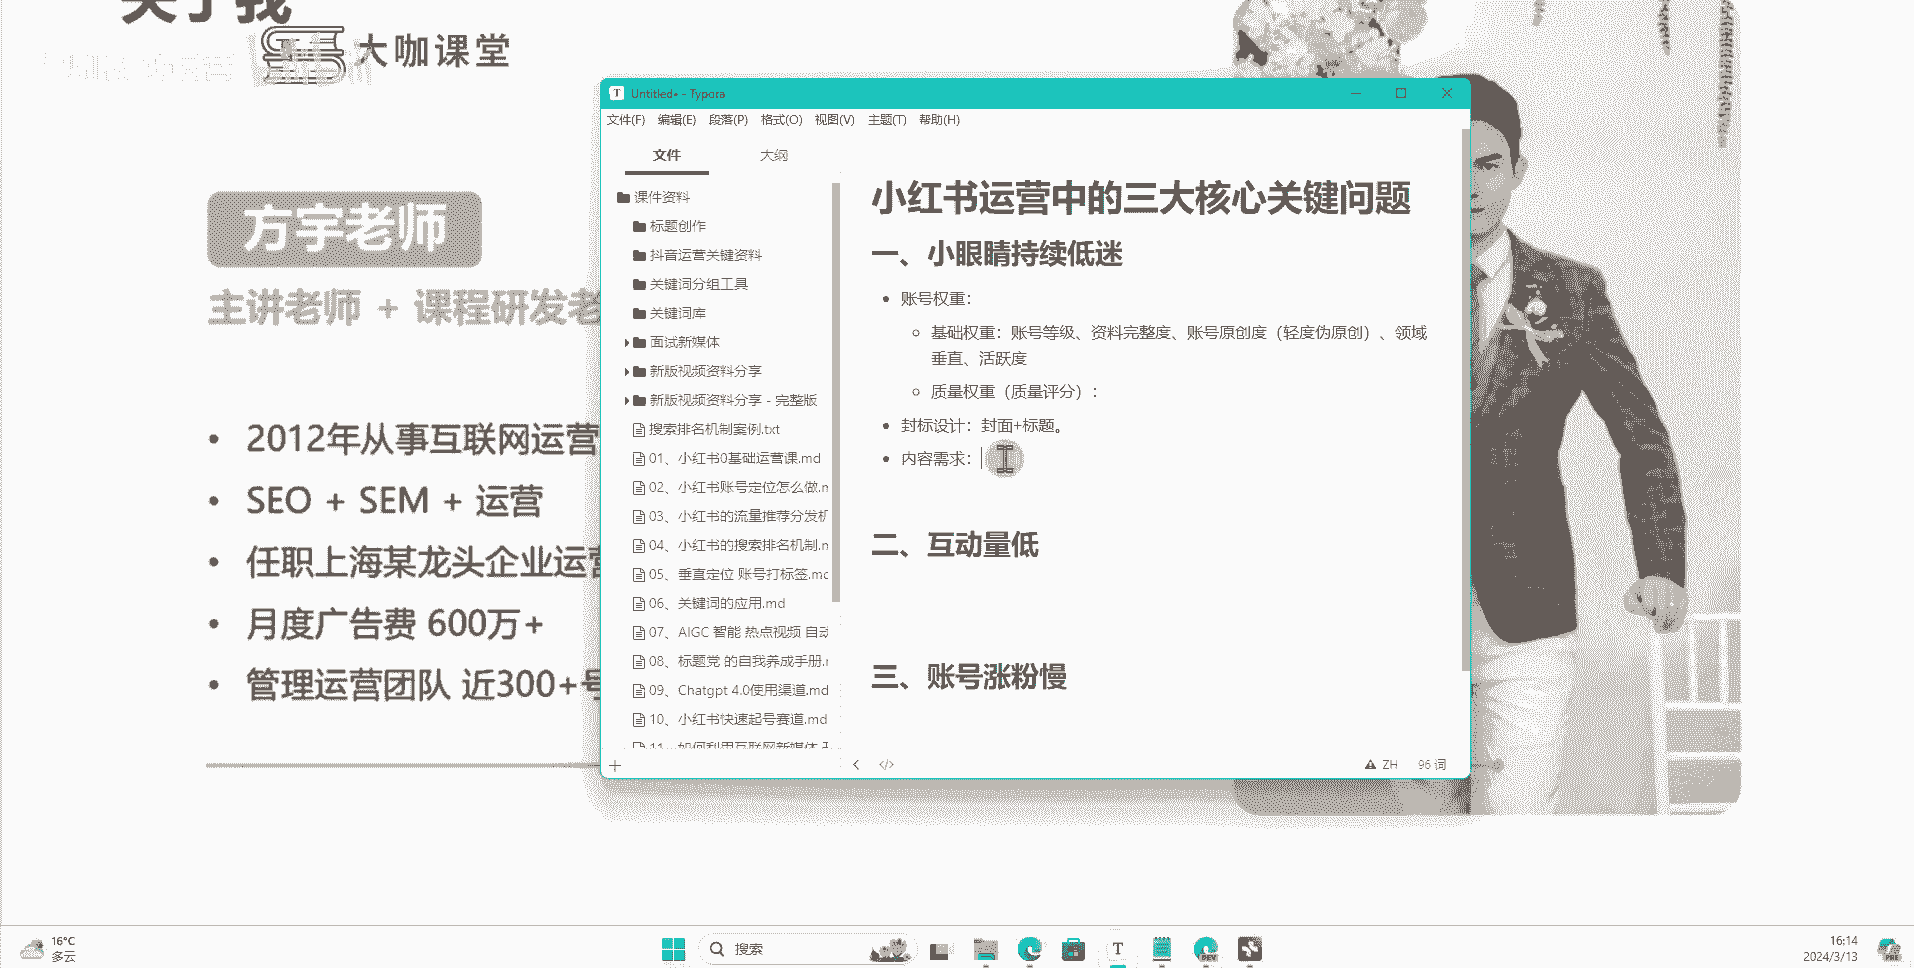 关于我
大咖课堂
方宇老师
主讲老师 + 课程研发老
2012年从事互联网运营
SEO + SEM + 运营
任职上海某龙头企业运营
月度广告费 600万+
管理运营团队 近300+号
Untitled• - Typora
文件(F) 编辑(E) 段落(P) 格式(O) 视图(V) 主题(T) 帮助(H)
文件 大纲
课件资料
标题创作
抖音运营关键资料
关键词分组工具
关键词库
面试新媒体
新版视频资料分享
新版视频资料分享 - 完整版
搜索排名机制案例.txt
01、小红书0基础运营课.md
02、小红书账号定位怎么做.m
03、小红书的流量推荐分发机
04、小红书的搜索排名机制.m
05、垂直定位 账号打标签.md
06、关键词的应用.md
07、AIGC 智能 热点视频 自动
08、标题党 的自我养成手册.m
09、Chatgpt 4.0使用渠道.md
10、小红书快速起号赛道.md
11、如何利用互联网新媒体
小红书运营中的三大核心关键问题
一、小眼睛持续低迷
账号权重：
基础权重：账号等级、资料完整度、账号原创度（轻度伪原创）、领域
垂直、活跃度
质量权重（质量评分）：
封标设计：封面+标题。
内容需求：
二、互动量低
三、账号涨粉慢
ZH 96 词
16°C
多云
搜索
DEV
16:14
2024/3/13
PRE